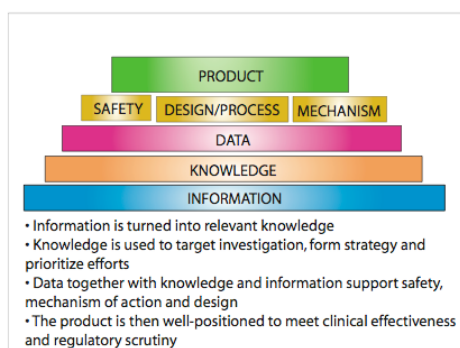 PRODUCT
SAFETY DESIGN/PROCESS MECHANISM
DATA
KNOWLEDGE
INFORMATION
• Information is turned into relevant knowledge
• Knowledge is used to target investigation, form strategy and
prioritize efforts
• Data together with knowledge and information support safety,
mechanism of action and design
• The product is then well-positioned to meet clinical effectiveness
and regulatory scrutiny